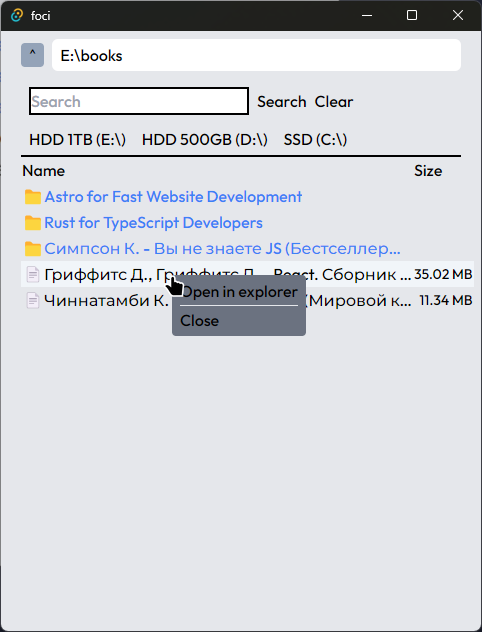 foci
^ E:\books
Search Search Clear
HDD 1TB (E:\) HDD 500GB (D:\) SSD (C:\)
Name Size
Astro for Fast Website Development
Rust for TypeScript Developers
Симпсон К. - Вы не знаете JS (Бестселлер...
Гриффитс Д., Гриффитс Д. - React. Сборник ... 35.02 MB
Open in explorer
Чиннатамби К. (Мировой к... 11.34 MB
Close